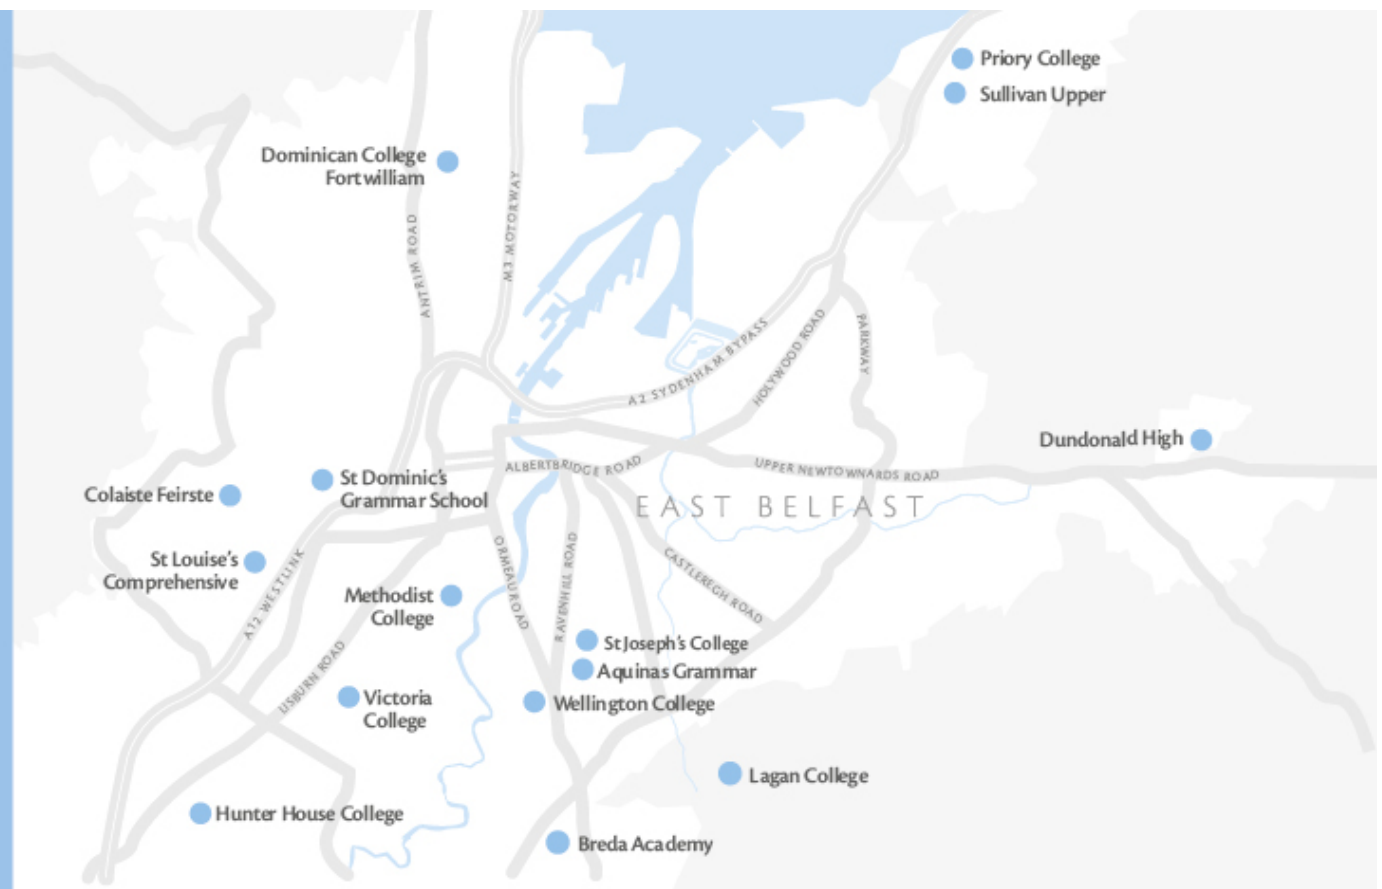 Priory College
Sullivan Upper
Dominican College
Fortwilliam
M3 MOTORWAY
ANTRIM ROAD
A2 SYDENHAM BYPASS
HOLYWOOD ROAD
PARKWAY
Dundonald High
ALBERTBRIDGE ROAD
UPPER NEWTOWNARDS ROAD
St Dominic's
Grammar School
Colaiste Feirste
EAST BELFAST
St Louise's
Comprehensive
A12 WESTLINK
ORMEAU ROAD
RAVENHILL ROAD
CASTLEREGH ROAD
Methodist
College
St Joseph's College
Aquinas Grammar
LISBURN ROAD
Victoria
College
Wellington College
Lagan College
Hunter House College
Breda Academy